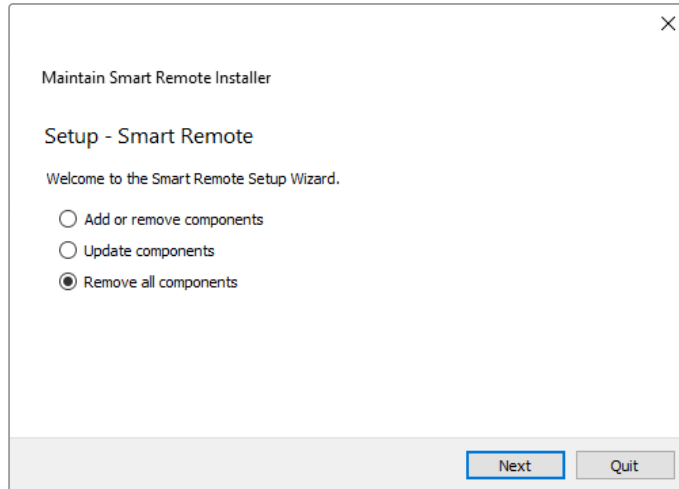 Maintain Smart Remote Installer
Setup - Smart Remote
Welcome to the Smart Remote Setup Wizard.
Add or remove components
Update components
Remove all components
Next
Quit